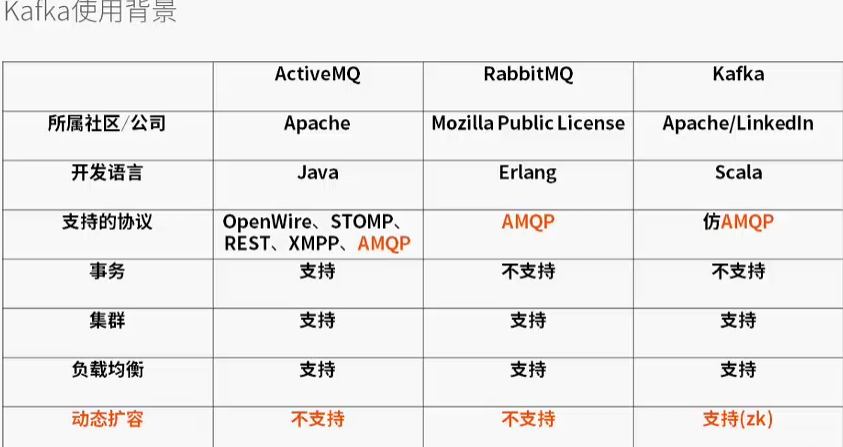 Kafka使用背景
ActiveMQ RabbitMQ Kafka
所属社区/公司 Apache Mozilla Public License Apache/LinkedIn
开发语言 Java Erlang Scala
支持的协议 OpenWire、STOMP、 AMQP 仿AMQP
REST、XMPP、AMQP
事务 支持 不支持 不支持
集群 支持 支持 支持
负载均衡 支持 支持 支持
动态扩容 不支持 不支持 支持(zk)